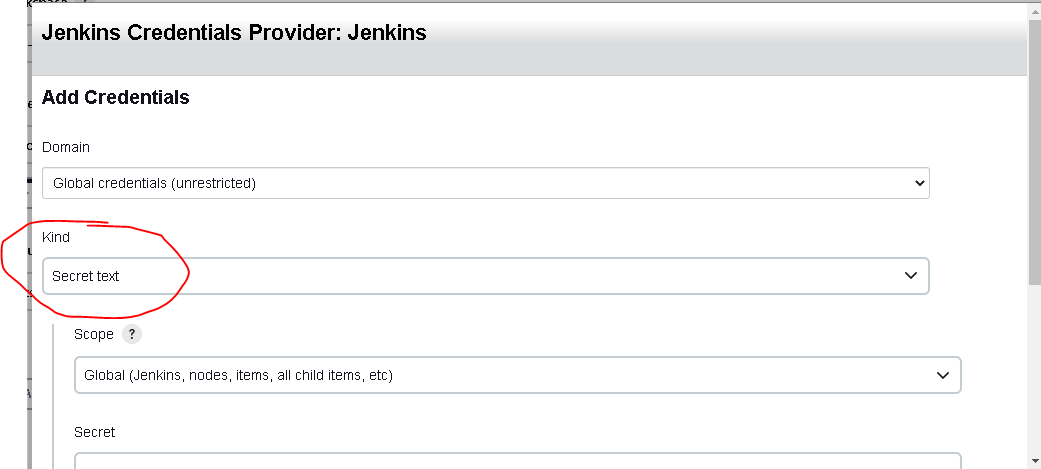 Jenkins Credentials Provider: Jenkins
Add Credentials
Domain
Global credentials (unrestricted)
Kind
Secret text
Scope ?
Global (Jenkins, nodes, items, all child items, etc)
Secret